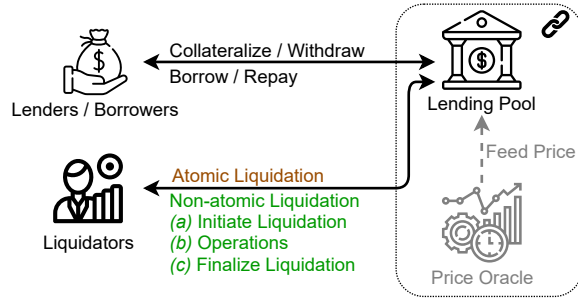 Collateralize / Withdraw
Borrow / Repay
Lenders / Borrowers
$
$
Lending Pool
Feed Price
Price Oracle
Atomic Liquidation
Non-atomic Liquidation
(a) Initiate Liquidation
(b) Operations
(c) Finalize Liquidation
Liquidators